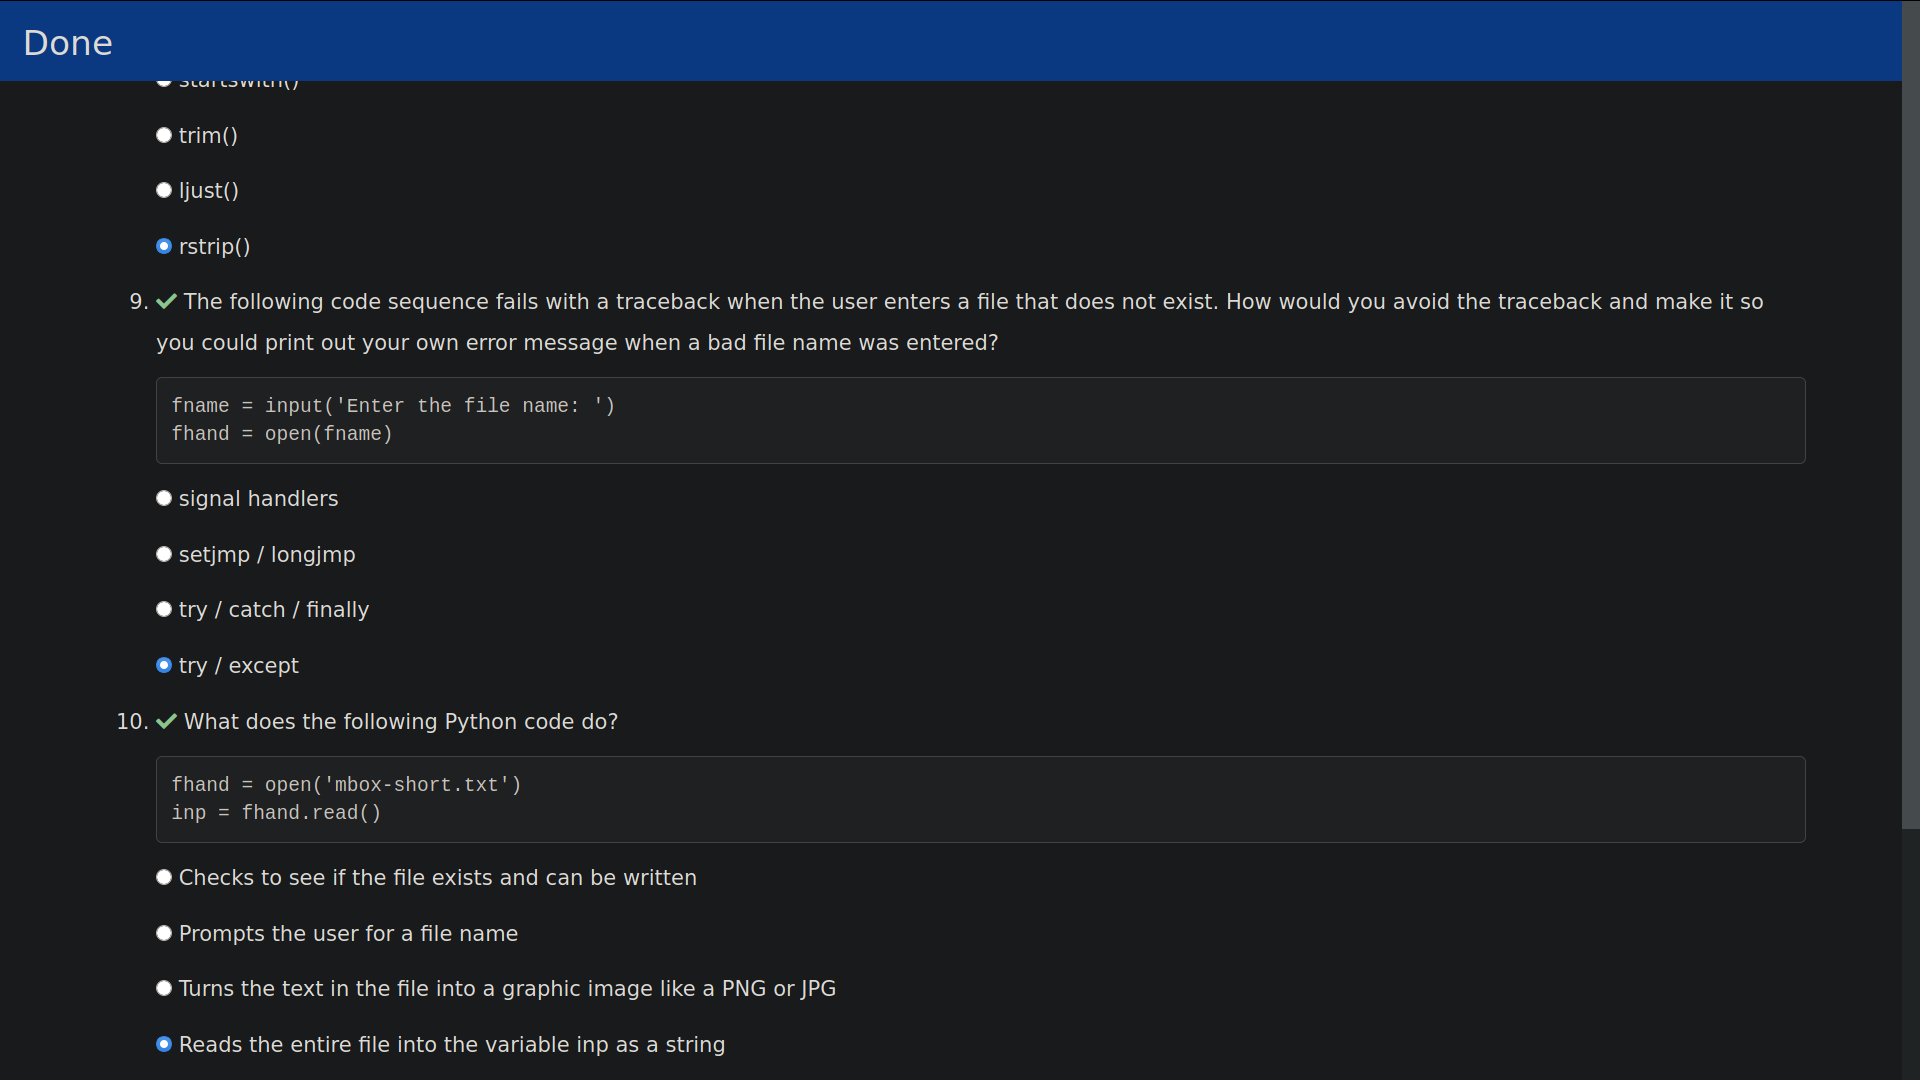 Done
startswith()
trim()
ljust()
rstrip()
9. The following code sequence fails with a traceback when the user enters a file that does not exist. How would you avoid the traceback and make it so
you could print out your own error message when a bad file name was entered?
fname = input('Enter the file name: ')
fhand = open(fname)
signal handlers
setjmp / longjmp
try / catch / finally
try / except
10. What does the following Python code do?
fhand = open('mbox-short.txt')
inp = fhand.read()
Checks to see if the file exists and can be written
Prompts the user for a file name
Turns the text in the file into a graphic image like a PNG or JPG
Reads the entire file into the variable inp as a string